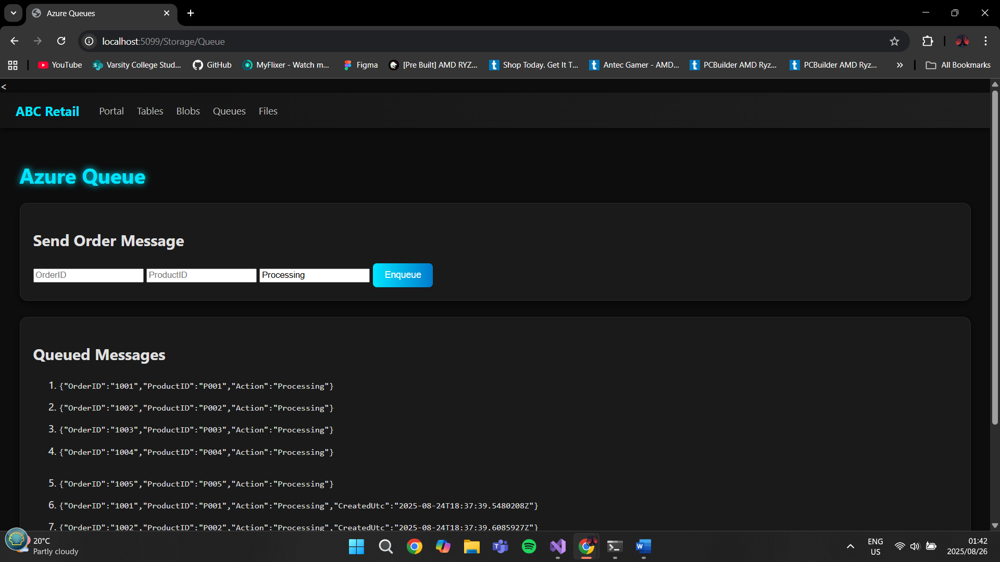 Azure Queues
localhost:5099/Storage/Queue
YouTube
Varsity College Stud...
GitHub
MyFlixer - Watch m...
Figma
[Pre Built] AMD RYZ...
Shop Today. Get It T...
Antec Gamer - AMD...
PCBuilder AMD Ryz...
PCBuilder AMD Ryz...
All Bookmarks
<
ABC Retail
Portal
Tables
Blobs
Queues
Files
Azure Queue
Send Order Message
OrderID
ProductID
Processing
Enqueue
Queued Messages
1. {"OrderID":"1001","ProductID":"P001","Action":"Processing"}
2. {"OrderID":"1002","ProductID":"P002","Action":"Processing"}
3. {"OrderID":"1003","ProductID":"P003","Action":"Processing"}
4. {"OrderID":"1004","ProductID":"P004","Action":"Processing"}
5. {"OrderID":"1005","ProductID":"P005","Action":"Processing"}
6. {"OrderID":"1001","ProductID":"P001","Action":"Processing","CreatedUtc":"2025-08-24T18:37:39.5480208Z"}
7. {"OrderID":"1002","ProductID":"P002","Action":"Processing","CreatedUtc":"2025-08-24T18:37:39.6085927Z"}
20°C
Partly cloudy
ENG
US
01:42
2025/08/26